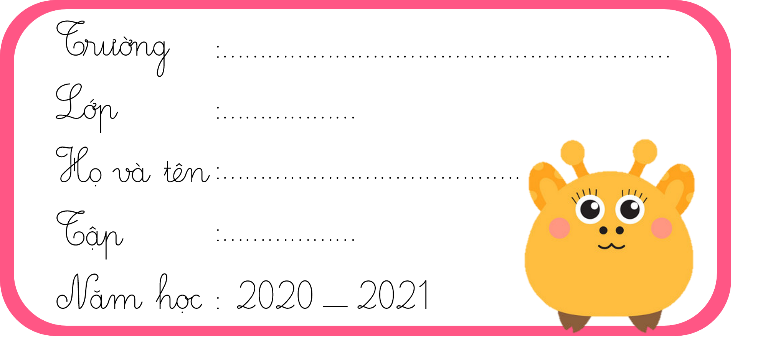 Trường :........................................................
Lớp :.................
Họ và tên :.....................................
Tập :.................
Năm học : 2020 _ 2021